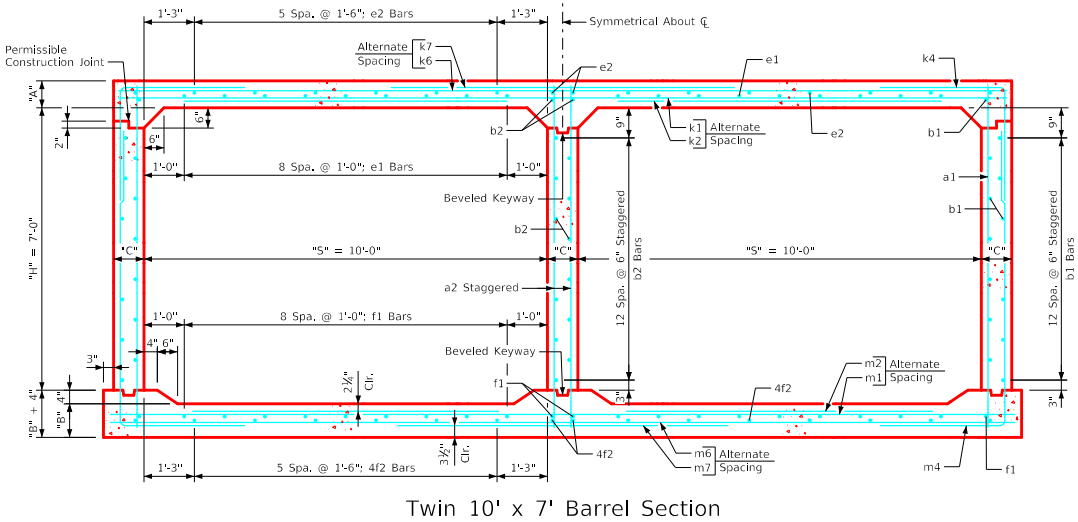 1'-3"
5 Spa. @ 1'-6"; e2 Bars
1'-3"
Symmetrical About ℄
Permissible
Construction Joint
Alternate
Spacing
k7
k6
e2
e1
k4
"A"
2"
6"
6"
b2
9"
k1
k2
Alternate
Spacing
e2
b1
9"
1'-0"
8 Spa. @ 1'-0"; e1 Bars
1'-0"
a1
Beveled Keyway
b1
b2
"H" = 7'-0"
"C"
"S" = 10'-0"
"C"
"S" = 10'-0"
"C"
12 Spa. @ 6" Staggered
b2 Bars
12 Spa. @ 6" Staggered
b1 Bars
a2 Staggered
1'-0"
8 Spa. @ 1'-0"; f1 Bars
1'-0"
Beveled Keyway
3"
4"
6"
2¼"
Clr.
f1
m2
m1
Alternate
Spacing
4f2
"B" + 4"
"B"
4"
3"
3"
3½"
Clr.
4f2
m6
m7
Alternate
Spacing
m4
f1
1'-3"
5 Spa. @ 1'-6"; 4f2 Bars
1'-3"
Twin 10' x 7' Barrel Section